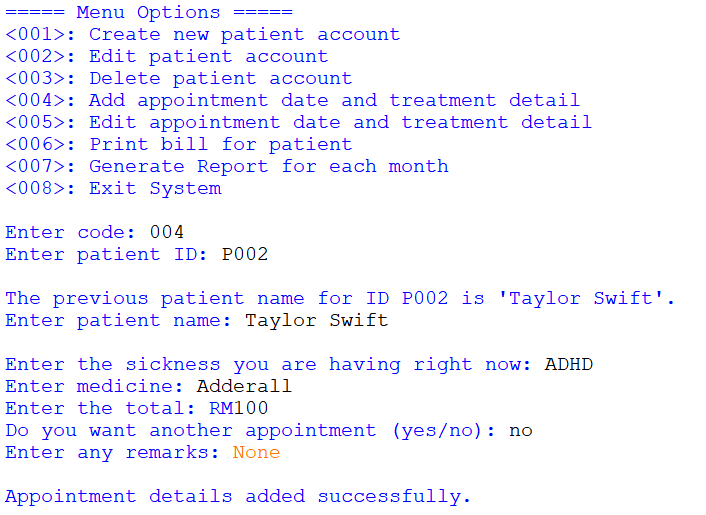 ===== Menu Options =====
<001>: Create new patient account
<002>: Edit patient account
<003>: Delete patient account
<004>: Add appointment date and treatment detail
<005>: Edit appointment date and treatment detail
<006>: Print bill for patient
<007>: Generate Report for each month
<008>: Exit System
Enter code: 004
Enter patient ID: P002
The previous patient name for ID P002 is 'Taylor Swift'.
Enter patient name: Taylor Swift
Enter the sickness you are having right now: ADHD
Enter medicine: Adderall
Enter the total: RM100
Do you want another appointment (yes/no): no
Enter any remarks: None
Appointment details added successfully.